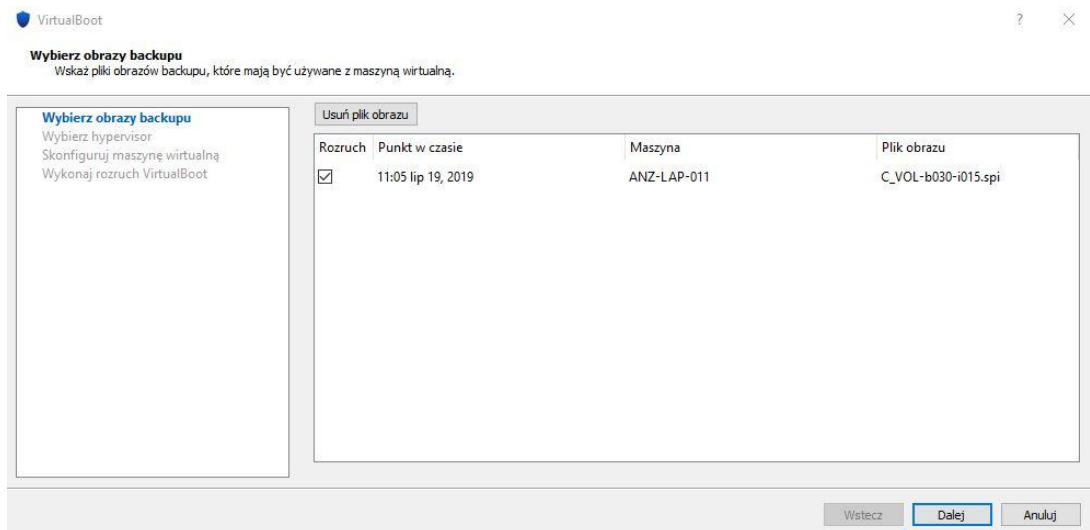 VirtualBoot
Wybierz obrazy backupu
Wskaż pliki obrazów backupu, które mają być używane z maszyną wirtualną.
Wybierz obrazy backupu
Wybierz hypervisor
Skonfiguruj maszynę wirtualną
Wykonaj rozruch VirtualBoot
Usuń plik obrazu
Rozruch Punkt w czasie Maszyna Plik obrazu
11:05 lip 19, 2019 ANZ-LAP-011 C_VOL-b030-i015.spi
Wstecz Dalej Anuluj